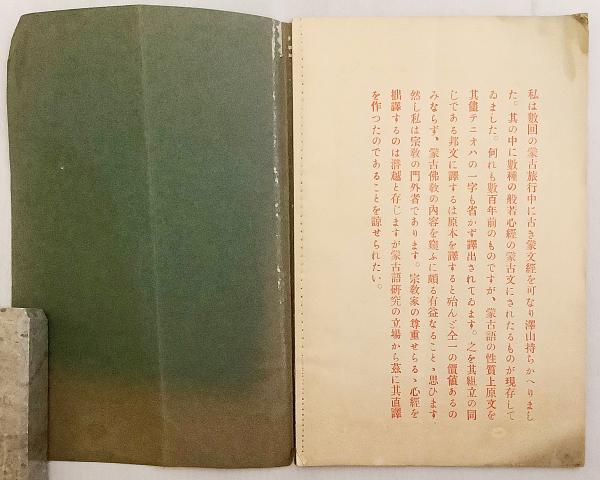 私は數回の蒙古旅行中に古き蒙文經を可なり澤山持ちかへりまし
た。其の中に數種の般若心經の蒙古文にされたるものが現存して
ゐました。何れも數百年前のものですが、蒙古語の性質上原文を
其儘テニオハの一字も省かず譯出されてゐます。之を其組立の同
じである邦文に譯するは原本を譯すると殆んど仝一の價値あるの
みならず、蒙古佛敎の內容を窺ふに頗る有益なることゝ思ひます
然し私は宗敎の門外者であります。宗敎家の尊重せらるゝ心經を
拙譯するのは潛越と存じますが蒙古語硏究の立場から茲に其直譯
を作つたのであることを諒せられたい。